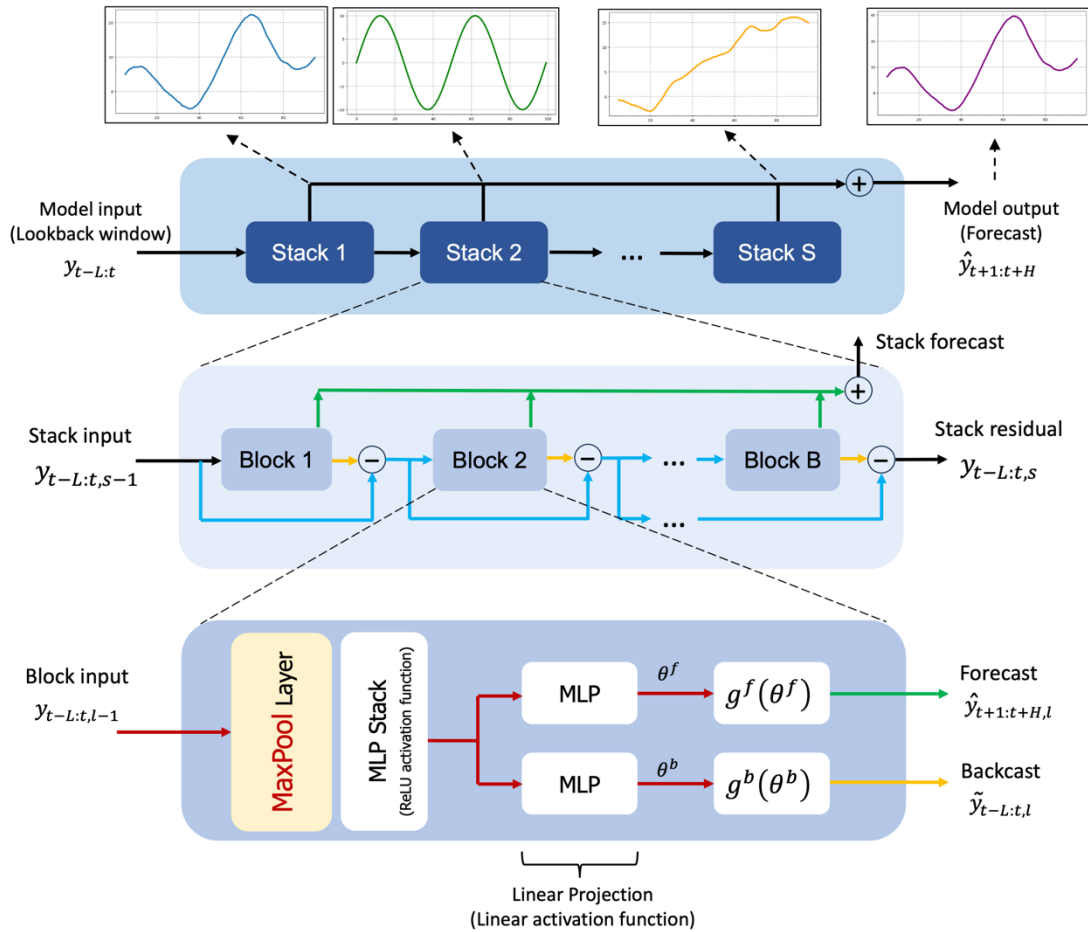 Model input
(Lookback window)
y_{t−L:t}
Stack 1
Stack 2
...
Stack S
+
Model output
(Forecast)
ŷ_{t+1:t+H}
Stack forecast
+
Stack input
y_{t−L:t,s−1}
Block 1
−
Block 2
−
...
Block B
−
...
Stack residual
y_{t−L:t,s}
Block input
y_{t−L:t,l−1}
MaxPool Layer
MLP Stack
(ReLU activation function)
MLP
θ^f
g^f(θ^f)
Forecast
ŷ_{t+1:t+H,l}
MLP
θ^b
g^b(θ^b)
Backcast
ỹ_{t−L:t,l}
Linear Projection
(Linear activation function)